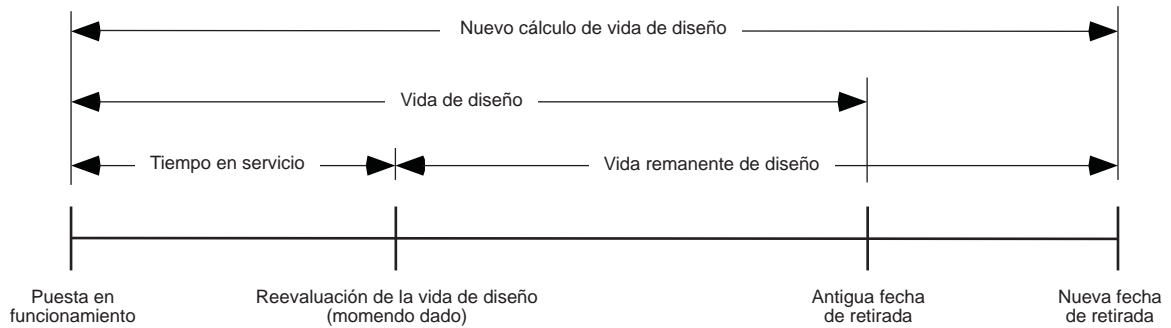 Nuevo cálculo de vida de diseño
Vida de diseño
Tiempo en servicio
Vida remanente de diseño
Puesta en
funcionamiento
Reevaluación de la vida de diseño
(momendo dado)
Antigua fecha
de retirada
Nueva fecha
de retirada